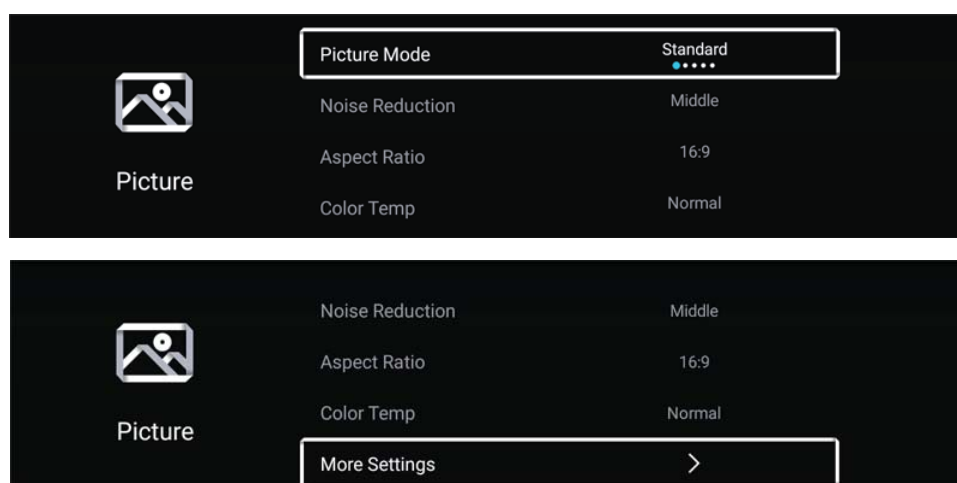 Picture Mode Standard
Noise Reduction Middle
Aspect Ratio 16:9
Picture
Color Temp Normal
Noise Reduction Middle
Aspect Ratio 16:9
Color Temp Normal
Picture
More Settings >